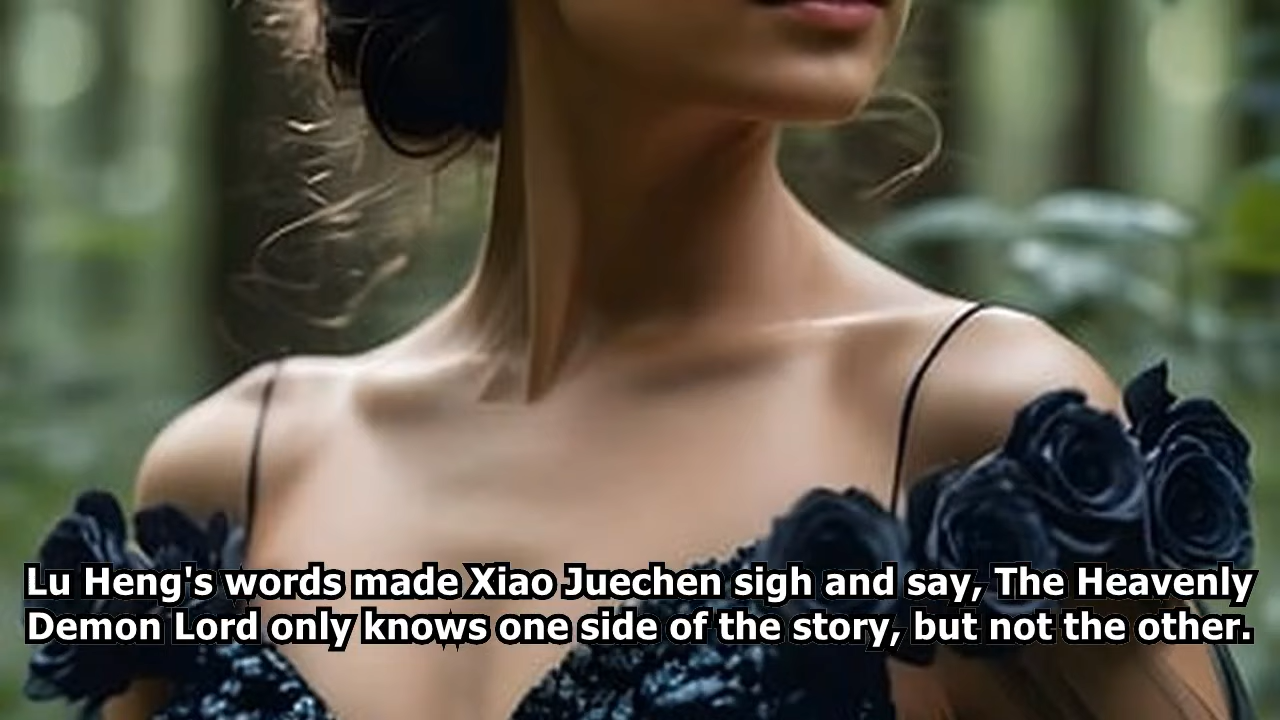 Lu Heng's words made Xiao Juechen sigh and say, The Heavenly
Demon Lord only knows one side of the story, but not the other.